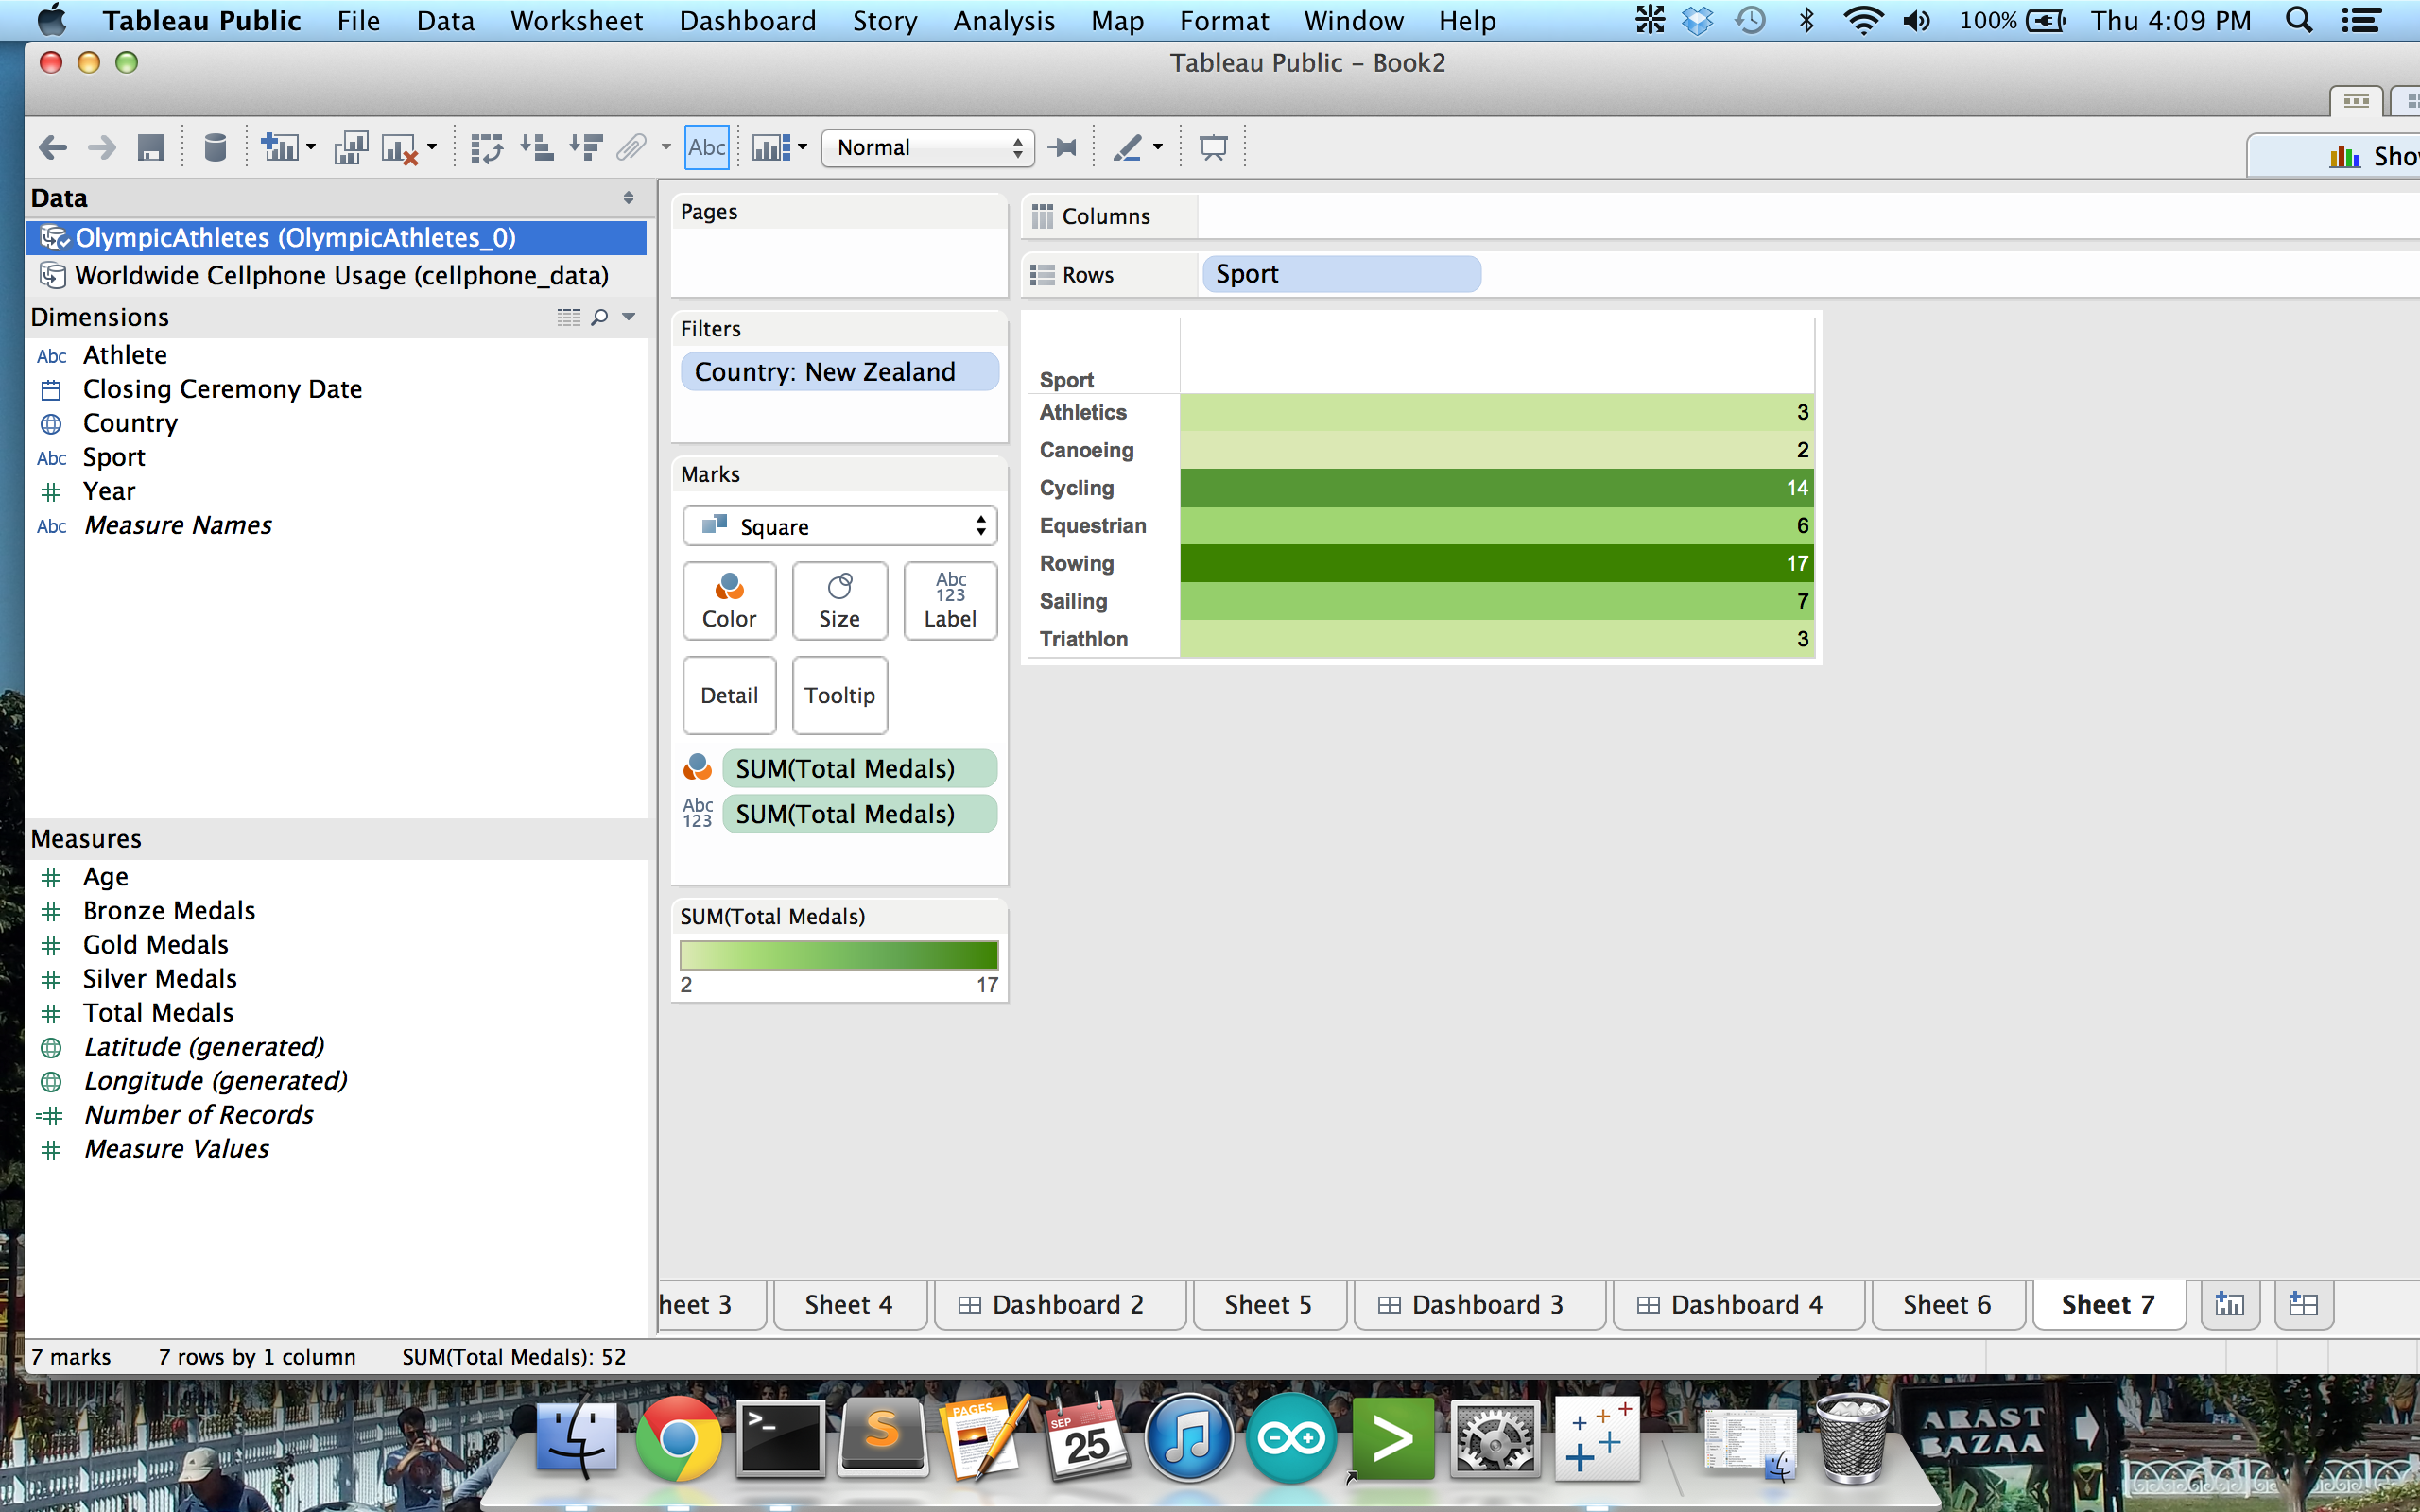 Tableau Public File Data Worksheet Dashboard Story Analysis Map Format Window Help 100% Thu 4:09 PM
Tableau Public - Book2
Abc Normal
Data
OlympicAthletes (OlympicAthletes_0)
Worldwide Cellphone Usage (cellphone_data)
Dimensions
Abc Athlete
Closing Ceremony Date
Country
Abc Sport
Year
Abc Measure Names
Measures
Age
Bronze Medals
Gold Medals
Silver Medals
Total Medals
Latitude (generated)
Longitude (generated)
Number of Records
Measure Values
Pages
Filters
Country: New Zealand
Marks
Square
Color Size Abc 123 Label
Detail Tooltip
SUM(Total Medals)
Abc 123 SUM(Total Medals)
SUM(Total Medals)
2 17
Columns
Rows Sport
Sport
Athletics 3
Canoeing 2
Cycling 14
Equestrian 6
Rowing 17
Sailing 7
Triathlon 3
heet 3 Sheet 4 Dashboard 2 Sheet 5 Dashboard 3 Dashboard 4 Sheet 6 Sheet 7
7 marks 7 rows by 1 column SUM(Total Medals): 52
PAGES
SEP
25